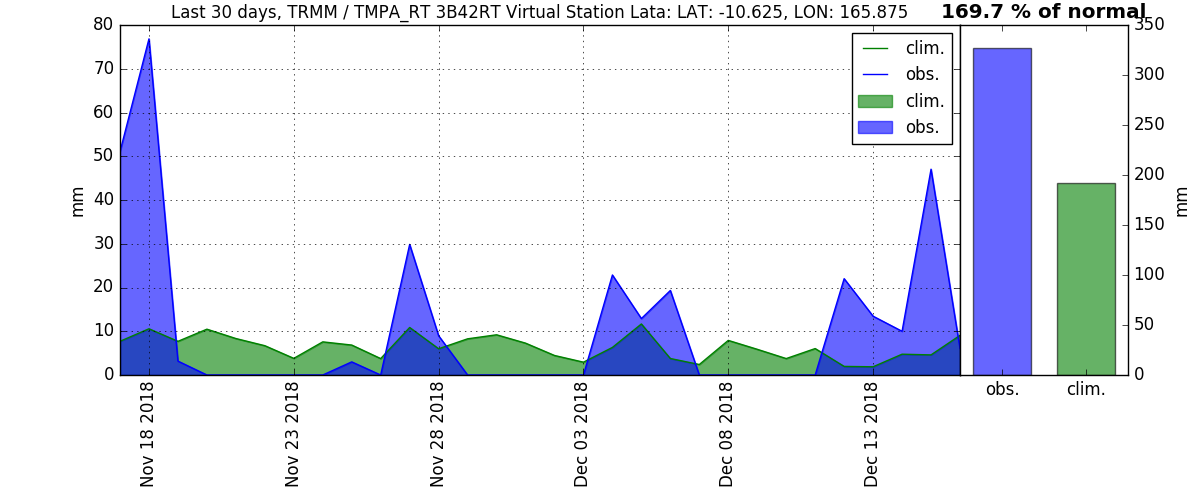 Last 30 days, TRMM / TMPA_RT 3B42RT Virtual Station Lata: LAT: -10.625, LON: 165.875
169.7 % of normal
80
70
60
50
40
30
20
10
0
mm
clim.
obs.
clim.
obs.
Nov 18 2018
Nov 23 2018
Nov 28 2018
Dec 03 2018
Dec 08 2018
Dec 13 2018
350
300
250
200
150
100
50
0
mm
obs.
clim.